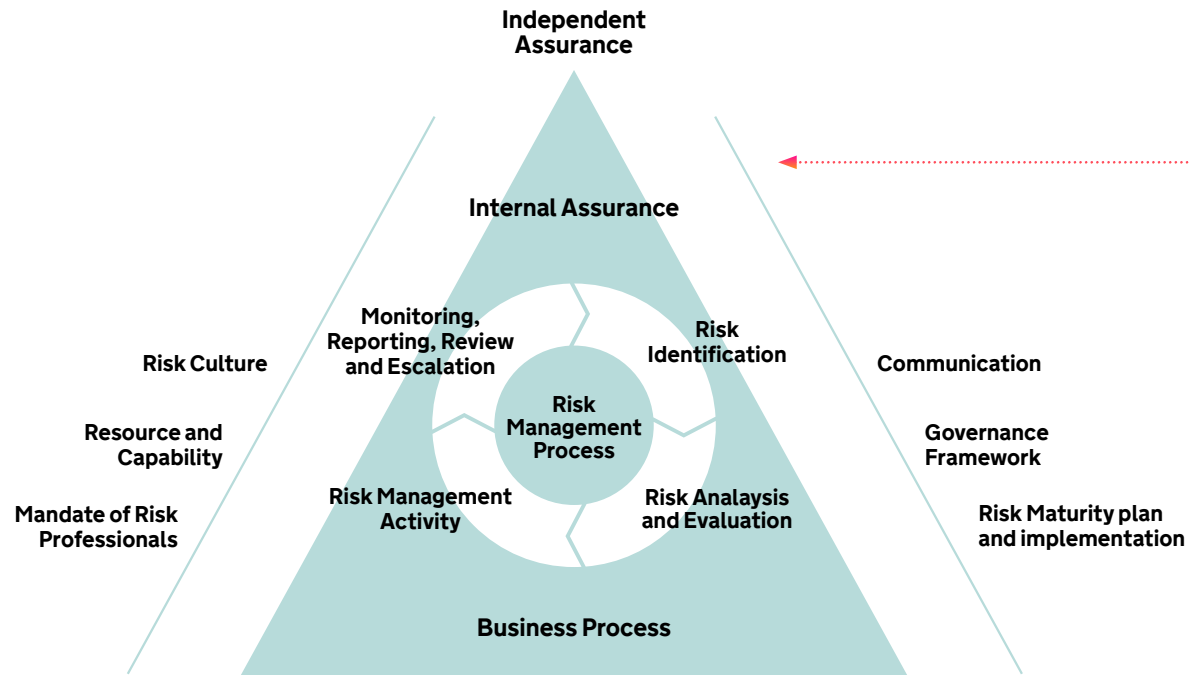 Independent
Assurance
Internal Assurance
Monitoring,
Reporting, Review
and Escalation
Risk
Identification
Risk Culture
Communication
Risk
Management
Process
Resource and
Capability
Governance
Framework
Risk Management
Activity
Risk Analaysis
and Evaluation
Mandate of Risk
Professionals
Risk Maturity plan
and implementation
Business Process